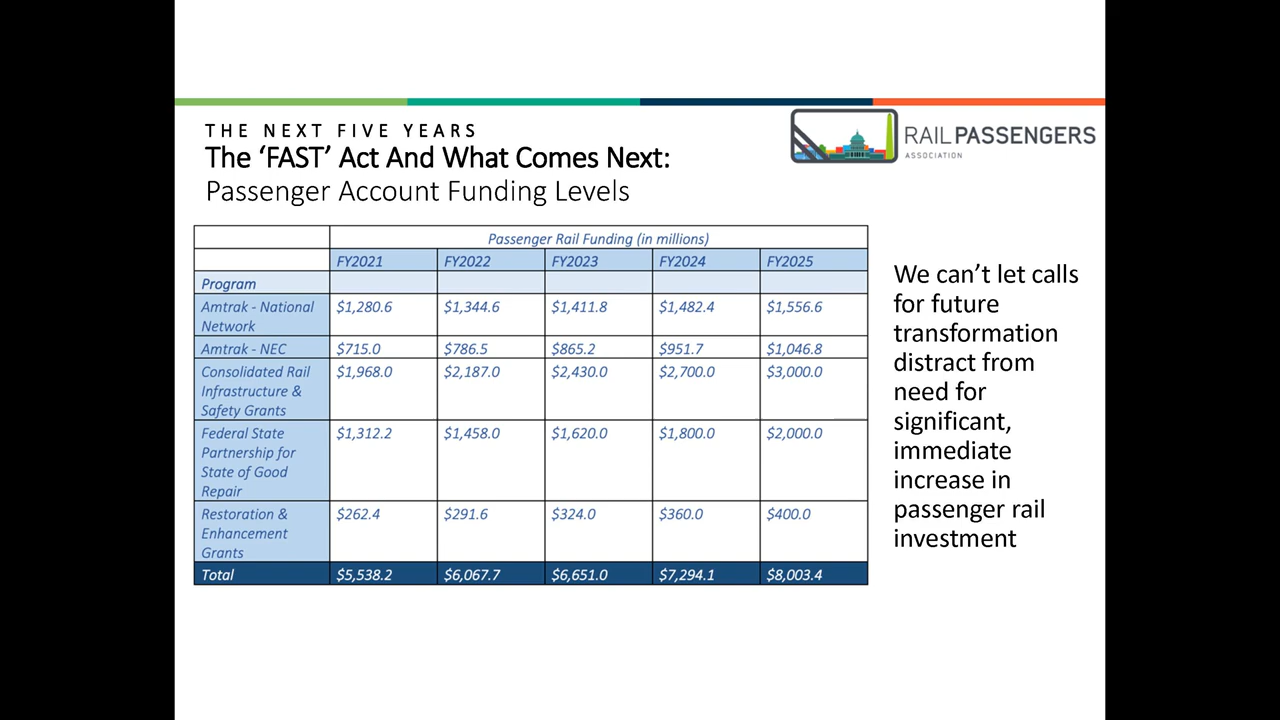 THE NEXT FIVE YEARS
The ‘FAST’ Act And What Comes Next:
Passenger Account Funding Levels
RAILPASSENGERS
ASSOCIATION
Passenger Rail Funding (in millions)
FY2021 FY2022 FY2023 FY2024 FY2025
Program
Amtrak - National
Network
$1,280.6 $1,344.6 $1,411.8 $1,482.4 $1,556.6
Amtrak - NEC $715.0 $786.5 $865.2 $951.7 $1,046.8
Consolidated Rail
Infrastructure &
Safety Grants
$1,968.0 $2,187.0 $2,430.0 $2,700.0 $3,000.0
Federal State
Partnership for
State of Good
Repair
$1,312.2 $1,458.0 $1,620.0 $1,800.0 $2,000.0
Restoration &
Enhancement
Grants
$262.4 $291.6 $324.0 $360.0 $400.0
Total $5,538.2 $6,067.7 $6,651.0 $7,294.1 $8,003.4
We can’t let calls
for future
transformation
distract from
need for
significant,
immediate
increase in
passenger rail
investment